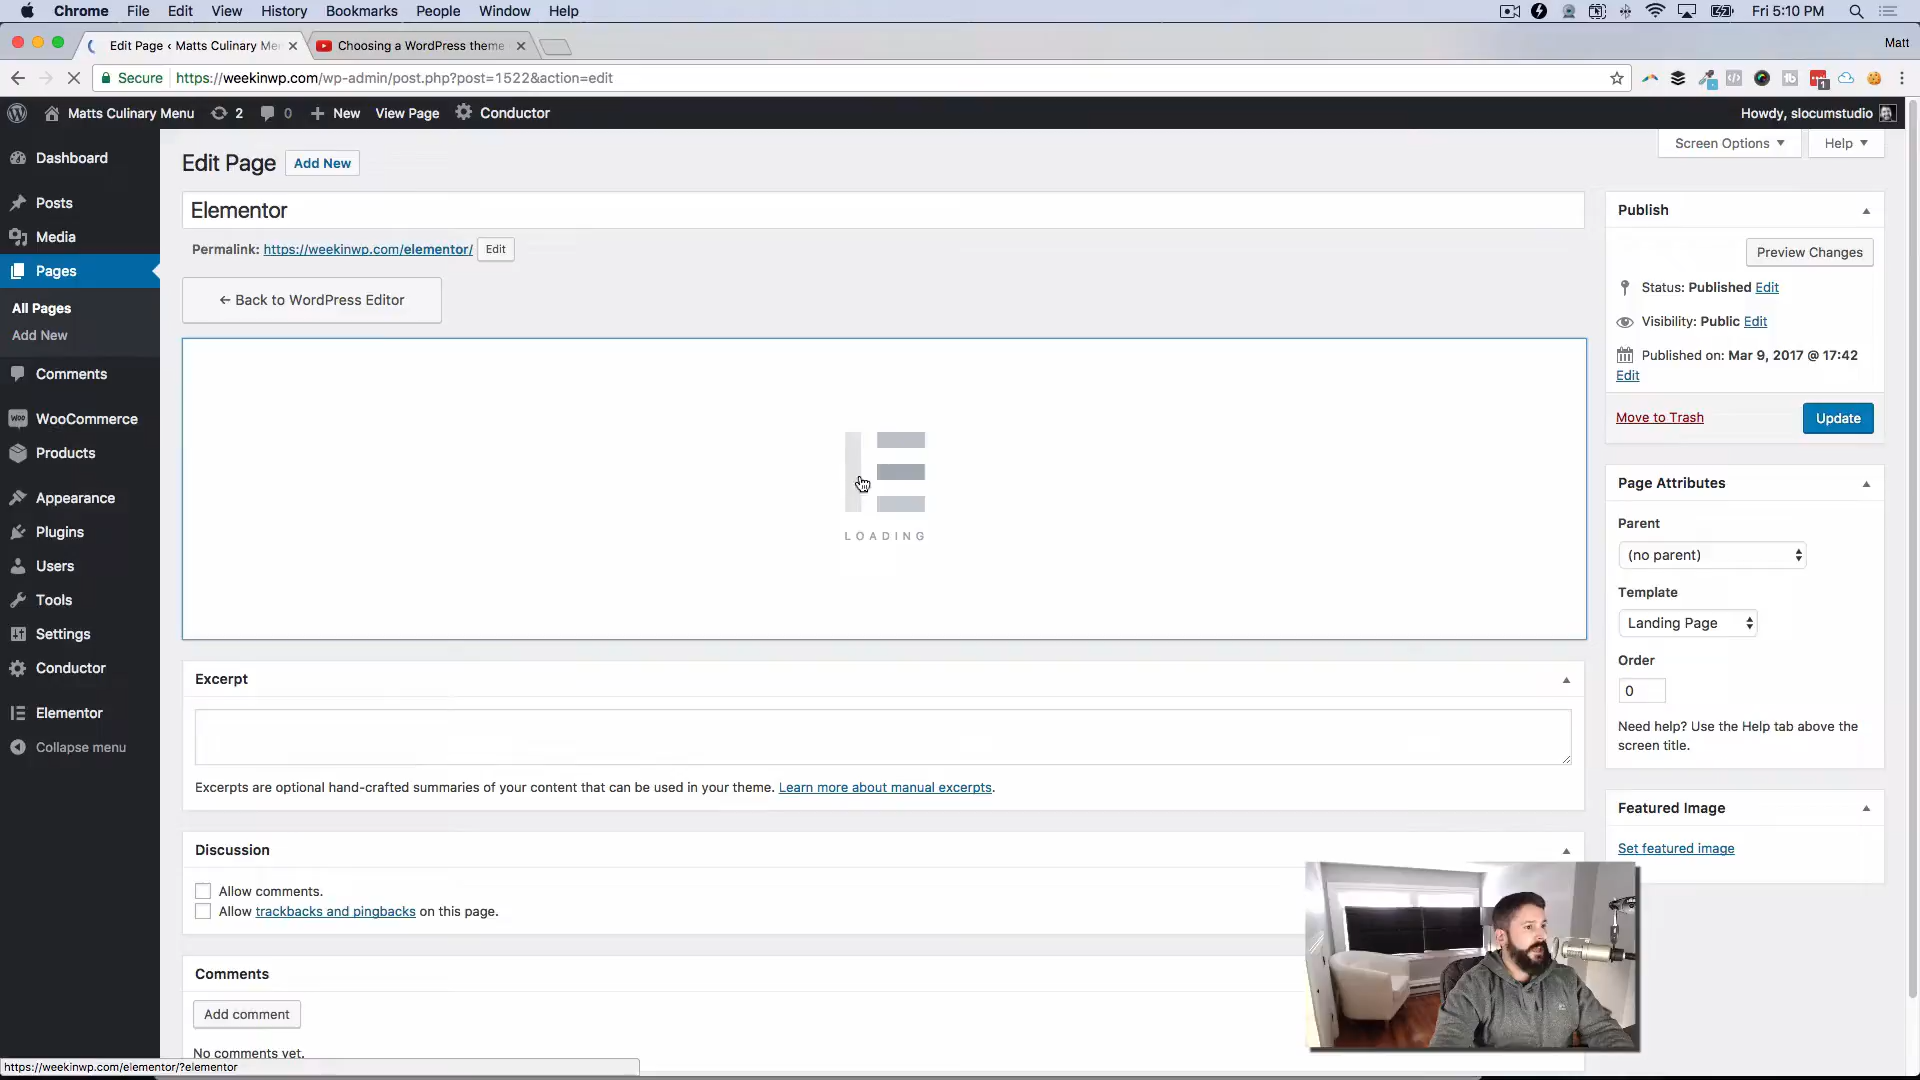 Chrome File Edit View History Bookmarks People Window Help Fri 5:10 PM
Edit Page ‹ Matts Culinary Me Choosing a WordPress theme Matt
Secure https://weekinwp.com/wp-admin/post.php?post=1522&action=edit
Matts Culinary Menu 2 0 New View Page Conductor Howdy, slocumstudio
Dashboard
Posts
Media
Pages
All Pages
Add New
Comments
WooCommerce
Products
Appearance
Plugins
Users
Tools
Settings
Conductor
Elementor
Collapse menu
Screen Options Help
Edit Page Add New
Elementor
Permalink: https://weekinwp.com/elementor/ Edit
← Back to WordPress Editor
LOADING
Excerpt
Excerpts are optional hand-crafted summaries of your content that can be used in your theme. Learn more about manual excerpts.
Discussion
Allow comments.
Allow trackbacks and pingbacks on this page.
Comments
Add comment
No comments yet.
Publish
Preview Changes
Status: Published Edit
Visibility: Public Edit
Published on: Mar 9, 2017 @ 17:42
Edit
Move to Trash Update
Page Attributes
Parent
(no parent)
Template
Landing Page
Order
0
Need help? Use the Help tab above the
screen title.
Featured Image
Set featured image
https://weekinwp.com/elementor/?elementor